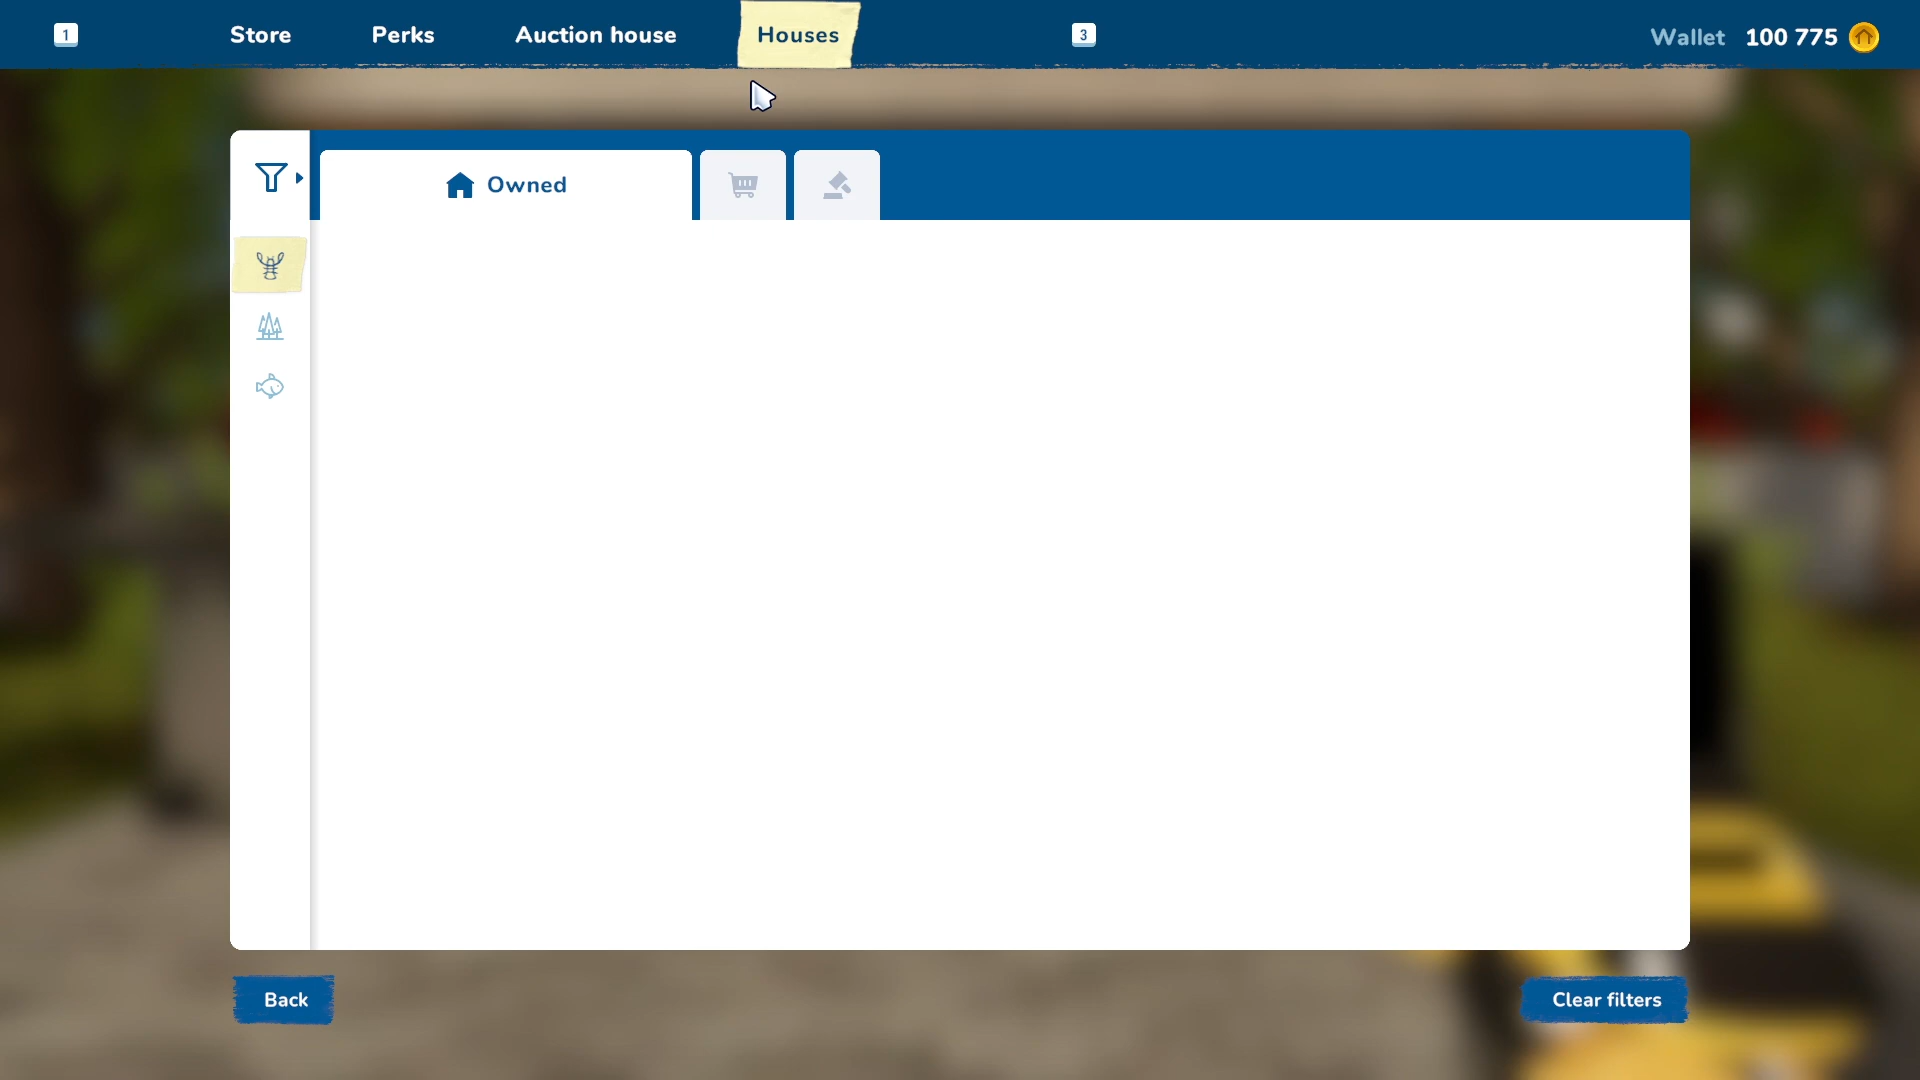 1
Store
Perks
Auction house
Houses
3
Wallet 100 775
Owned
Back
Clear filters